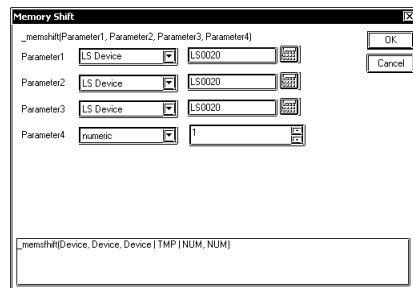 Memory Shift
_memshift(Parameter1, Parameter2, Parameter3, Parameter4)
OK
Parameter1 LS Device LS0020
Cancel
Parameter2 LS Device LS0020
Parameter3 LS Device LS0020
Parameter4 numeric 1
_memsfhift(Device, Device, Device | TMP | NUM, NUM)